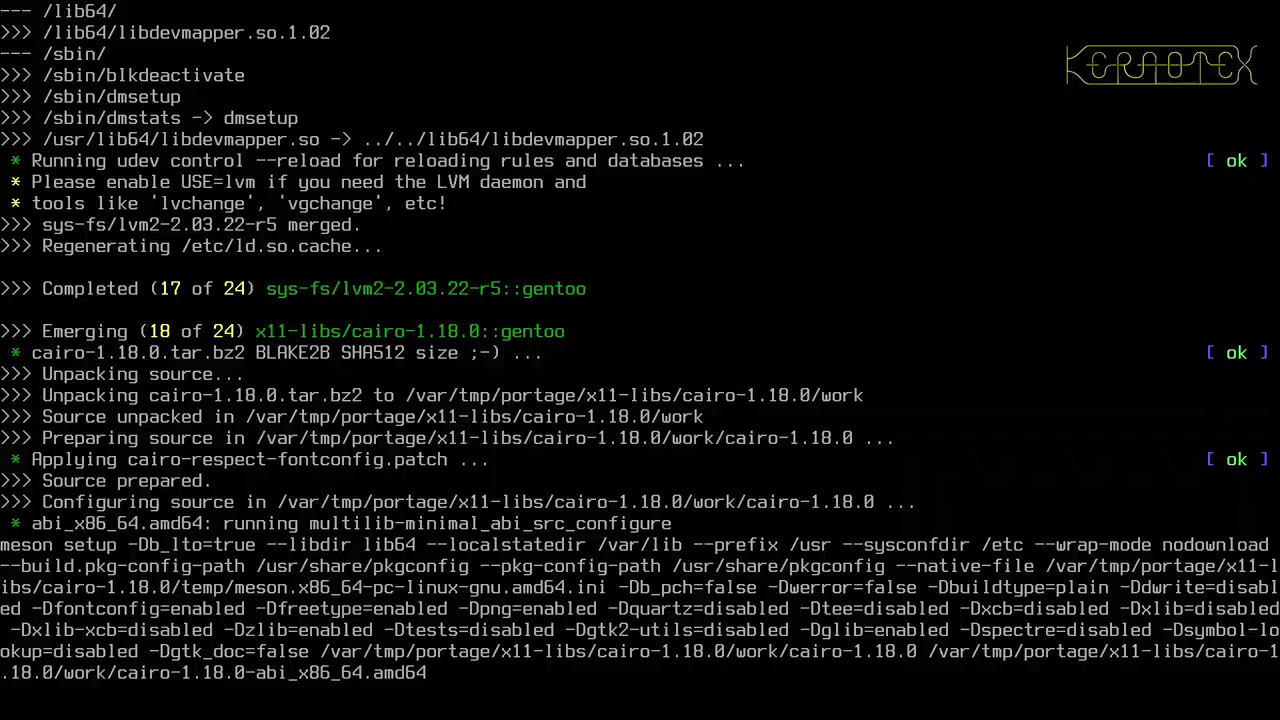 --- /lib64/
>>> /lib64/libdevmapper.so.1.02
--- /sbin/
>>> /sbin/blkdeactivate
>>> /sbin/dmsetup
>>> /sbin/dmstats -> dmsetup
>>> /usr/lib64/libdevmapper.so -> ../../lib64/libdevmapper.so.1.02
 * Running udev control --reload for reloading rules and databases ... [ ok ]
 * Please enable USE=lvm if you need the LVM daemon and
 * tools like 'lvchange', 'vgchange', etc!
>>> sys-fs/lvm2-2.03.22-r5 merged.
>>> Regenerating /etc/ld.so.cache...
>>> Completed (17 of 24) sys-fs/lvm2-2.03.22-r5::gentoo
>>> Emerging (18 of 24) x11-libs/cairo-1.18.0::gentoo
 * cairo-1.18.0.tar.bz2 BLAKE2B SHA512 size ;-) ... [ ok ]
>>> Unpacking source...
>>> Unpacking cairo-1.18.0.tar.bz2 to /var/tmp/portage/x11-libs/cairo-1.18.0/work
>>> Source unpacked in /var/tmp/portage/x11-libs/cairo-1.18.0/work
>>> Preparing source in /var/tmp/portage/x11-libs/cairo-1.18.0/work/cairo-1.18.0 ...
 * Applying cairo-respect-fontconfig.patch ... [ ok ]
>>> Source prepared.
>>> Configuring source in /var/tmp/portage/x11-libs/cairo-1.18.0/work/cairo-1.18.0 ...
 * abi_x86_64.amd64: running multilib-minimal_abi_src_configure
meson setup -Db_lto=true --libdir lib64 --localstatedir /var/lib --prefix /usr --sysconfdir /etc --wrap-mode nodownload
--build.pkg-config-path /usr/share/pkgconfig --pkg-config-path /usr/share/pkgconfig --native-file /var/tmp/portage/x11-l
ibs/cairo-1.18.0/temp/meson.x86_64-pc-linux-gnu.amd64.ini -Db_pch=false -Dwerror=false -Dbuildtype=plain -Ddwrite=disabl
ed -Dfontconfig=enabled -Dfreetype=enabled -Dpng=enabled -Dquartz=disabled -Dtee=disabled -Dxcb=disabled -Dxlib=disabled
 -Dxlib-xcb=disabled -Dzlib=enabled -Dtests=disabled -Dgtk2-utils=disabled -Dglib=enabled -Dspectre=disabled -Dsymbol-lo
okup=disabled -Dgtk_doc=false /var/tmp/portage/x11-libs/cairo-1.18.0/work/cairo-1.18.0 /var/tmp/portage/x11-libs/cairo-1
.18.0/work/cairo-1.18.0-abi_x86_64.amd64